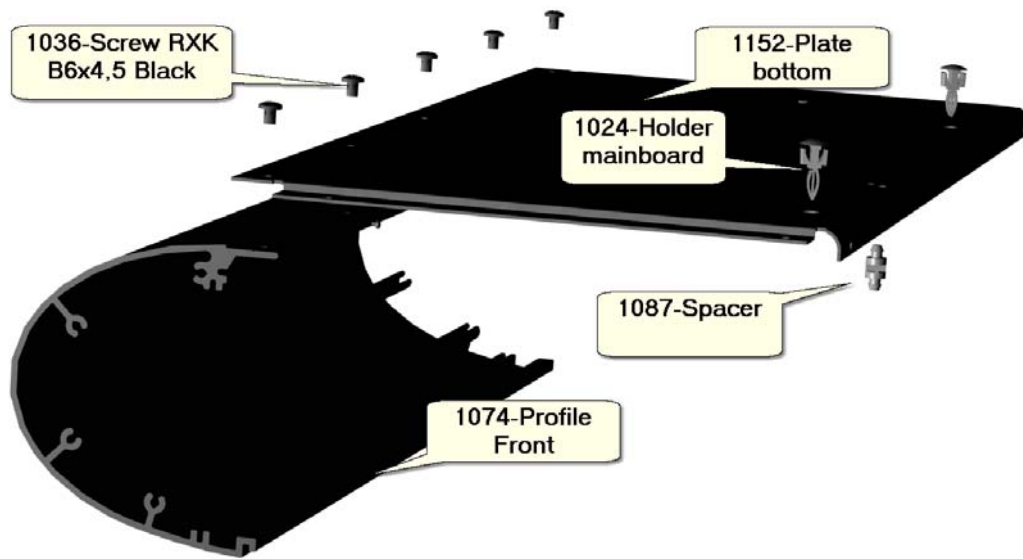 1036-Screw RXK
B6x4,5 Black
1152-Plate
bottom
1024-Holder
mainboard
1087-Spacer
1074-Profile
Front